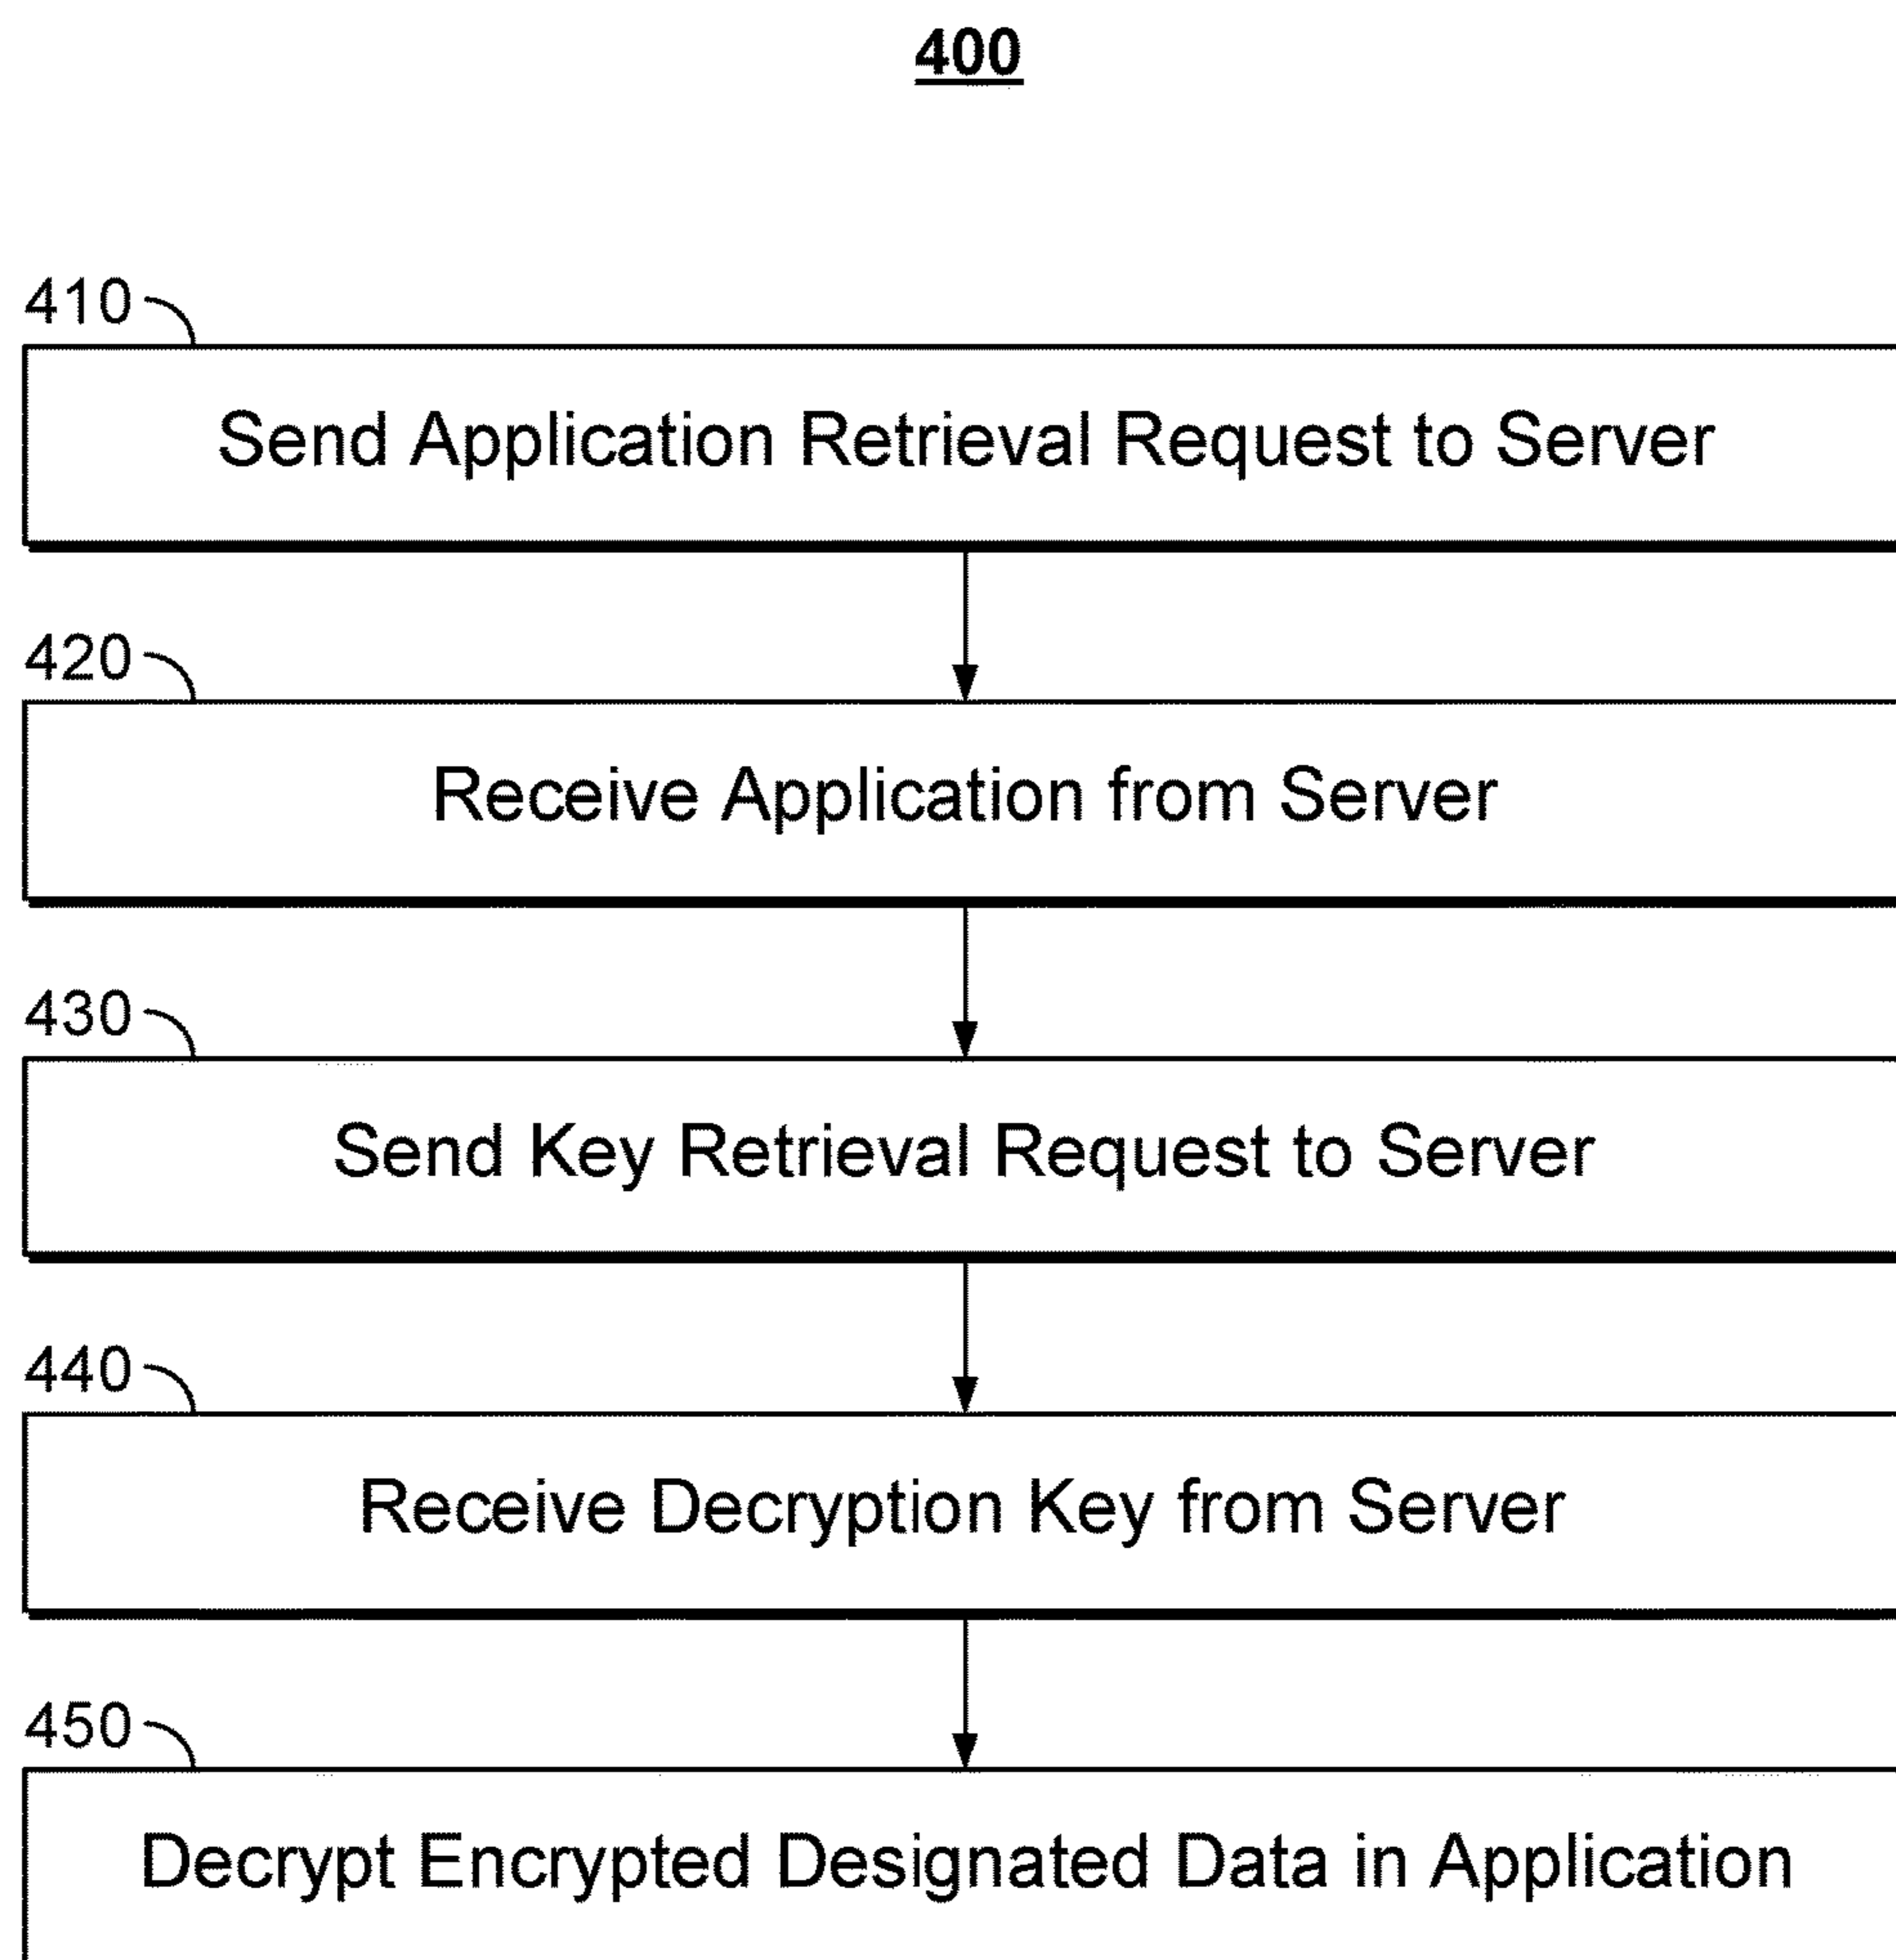 400
410
Send Application Retrieval Request to Server
420
Receive Application from Server
430
Send Key Retrieval Request to Server
440
Receive Decryption Key from Server
450
Decrypt Encrypted Designated Data in Application